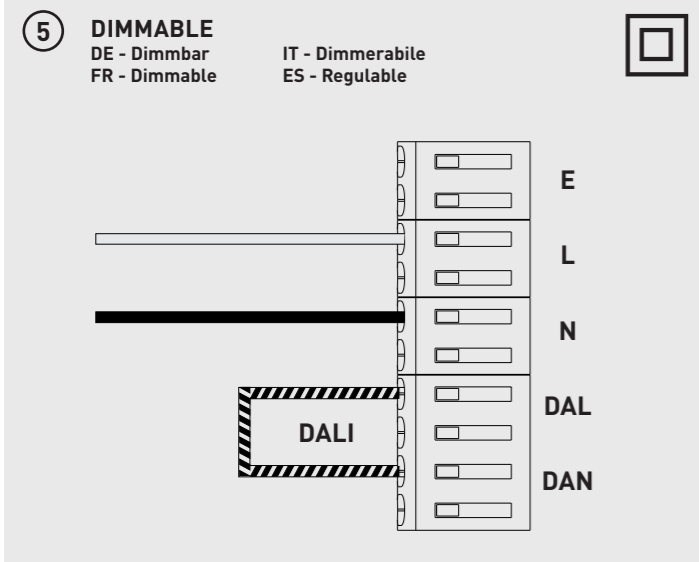 5
DIMMABLE
DE - Dimmbar
FR - Dimmable
IT - Dimmerabile
ES - Regulable
E
L
N
DAL
DALI
DAN